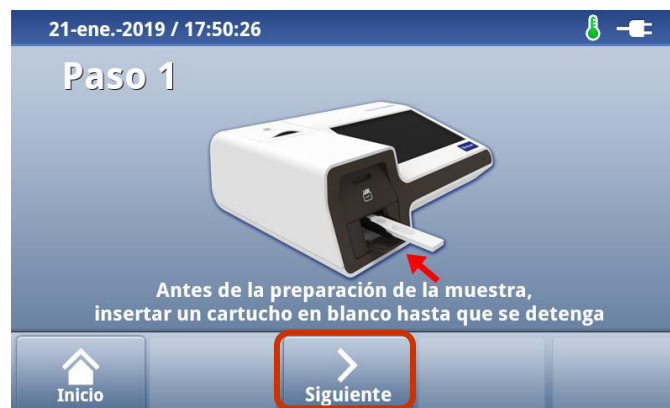 21-ene.-2019 / 17:50:26
Paso 1
Antes de la preparación de la muestra,
insertar un cartucho en blanco hasta que se detenga
Inicio
Siguiente